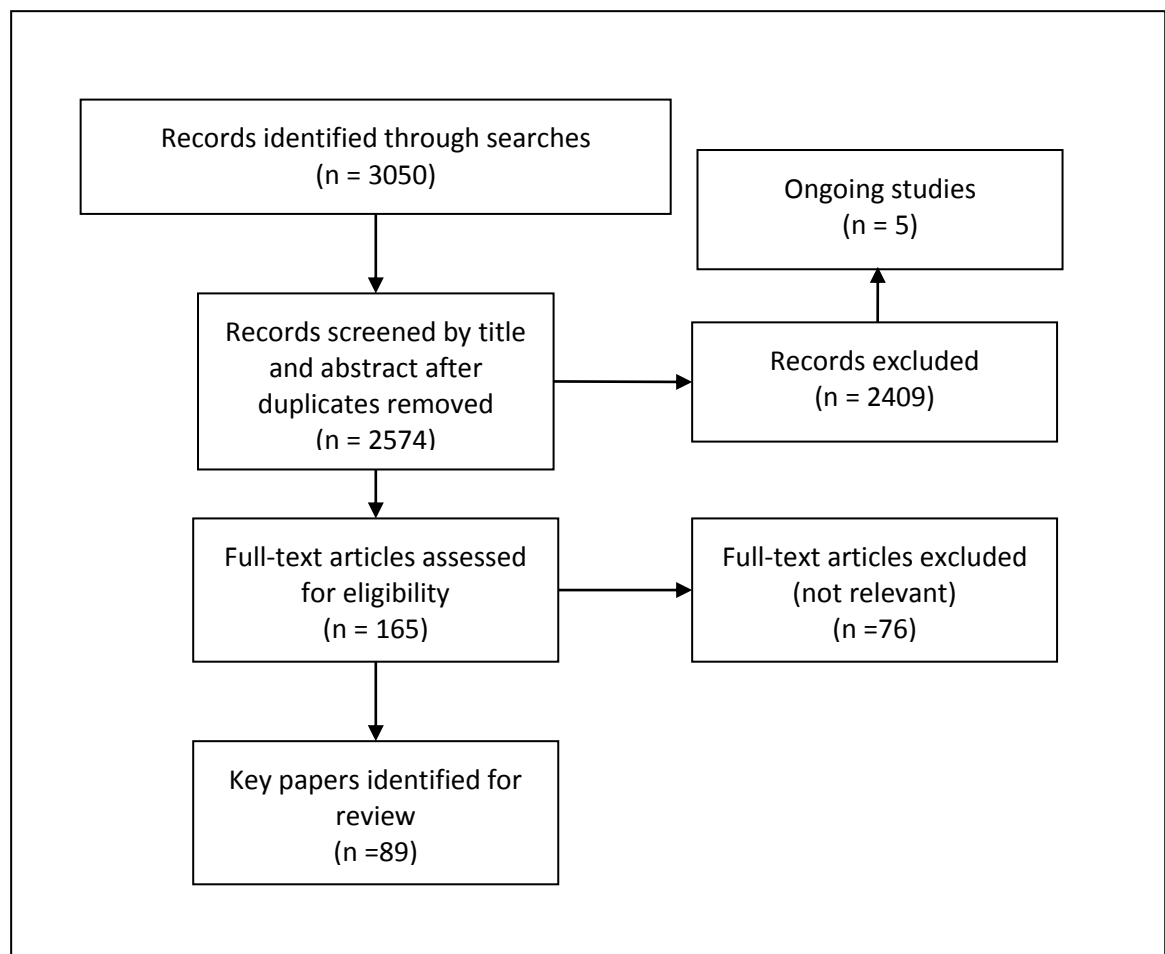 Records identified through searches
(n = 3050)
Ongoing studies
(n = 5)
Records screened by title
and abstract after
duplicates removed
(n = 2574)
Records excluded
(n = 2409)
Full-text articles assessed
for eligibility
(n = 165)
Full-text articles excluded
(not relevant)
(n =76)
Key papers identified for
review
(n =89)